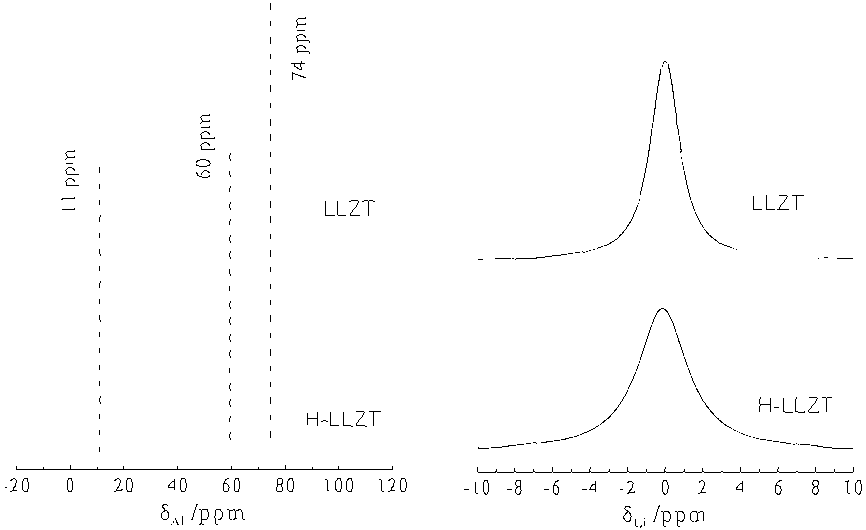 74 ppm
60 ppm
11 ppm
LLZT
H-LLZT
-20 0 20 40 60 80 100 120
δAl /ppm
LLZT
H-LLZT
-10 -8 -6 -4 -2 0 2 4 6 8 10
δLi /ppm